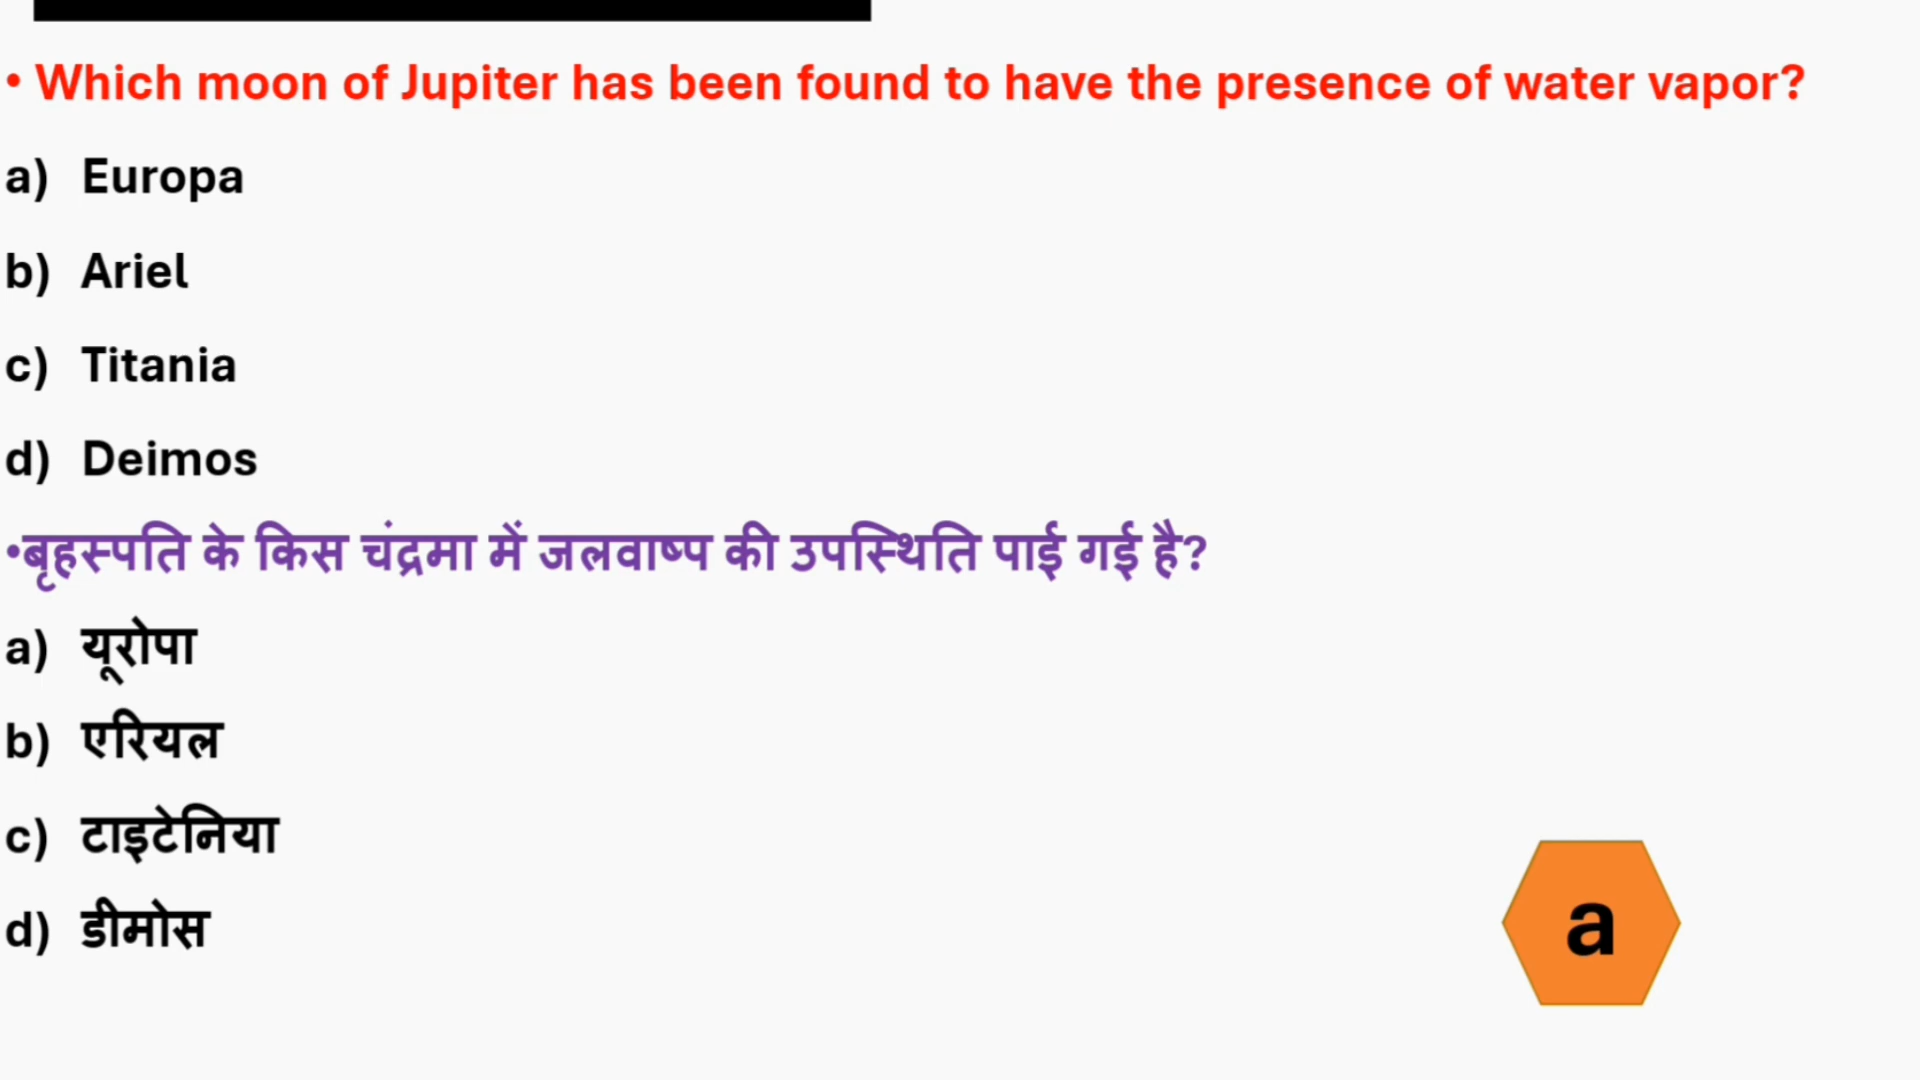 • Which moon of Jupiter has been found to have the presence of water vapor?
a) Europa
b) Ariel
c) Titania
d) Deimos
•बृहस्पति के किस चंद्रमा में जलवाष्प की उपस्थिति पाई गई है?
a) यूरोपा
b) एरियल
c) टाइटेनिया
d) डीमोस
a